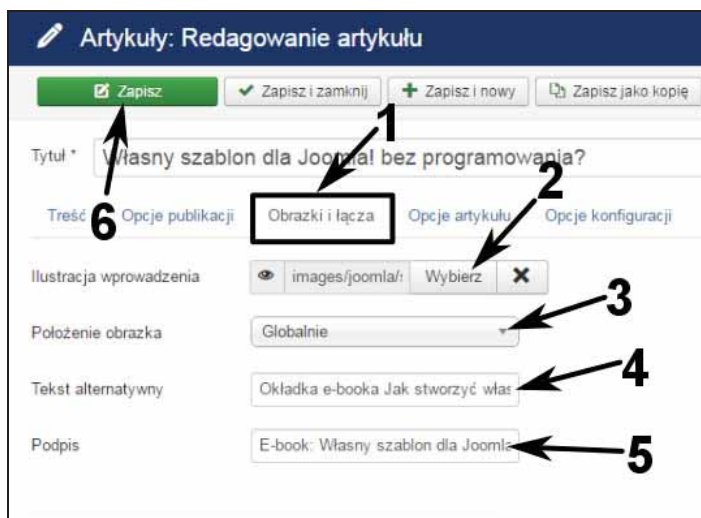 Artykuły: Redagowanie artykułu
Zapisz Zapisz i zamknij Zapisz i nowy Zapisz jako kopię
1
Tytuł * Własny szablon dla Joomla! bez programowania?
6 2
Treść Opcje publikacji Obrazki i łącza Opcje artykułu Opcje konfiguracji
Ilustracja wprowadzenia images/joomla/ Wybierz
3
Położenie obrazka Globalnie
4
Tekst alternatywny Okładka e-booka Jak stworzyć włas
Podpis E-book: Własny szablon dla Joomla
5